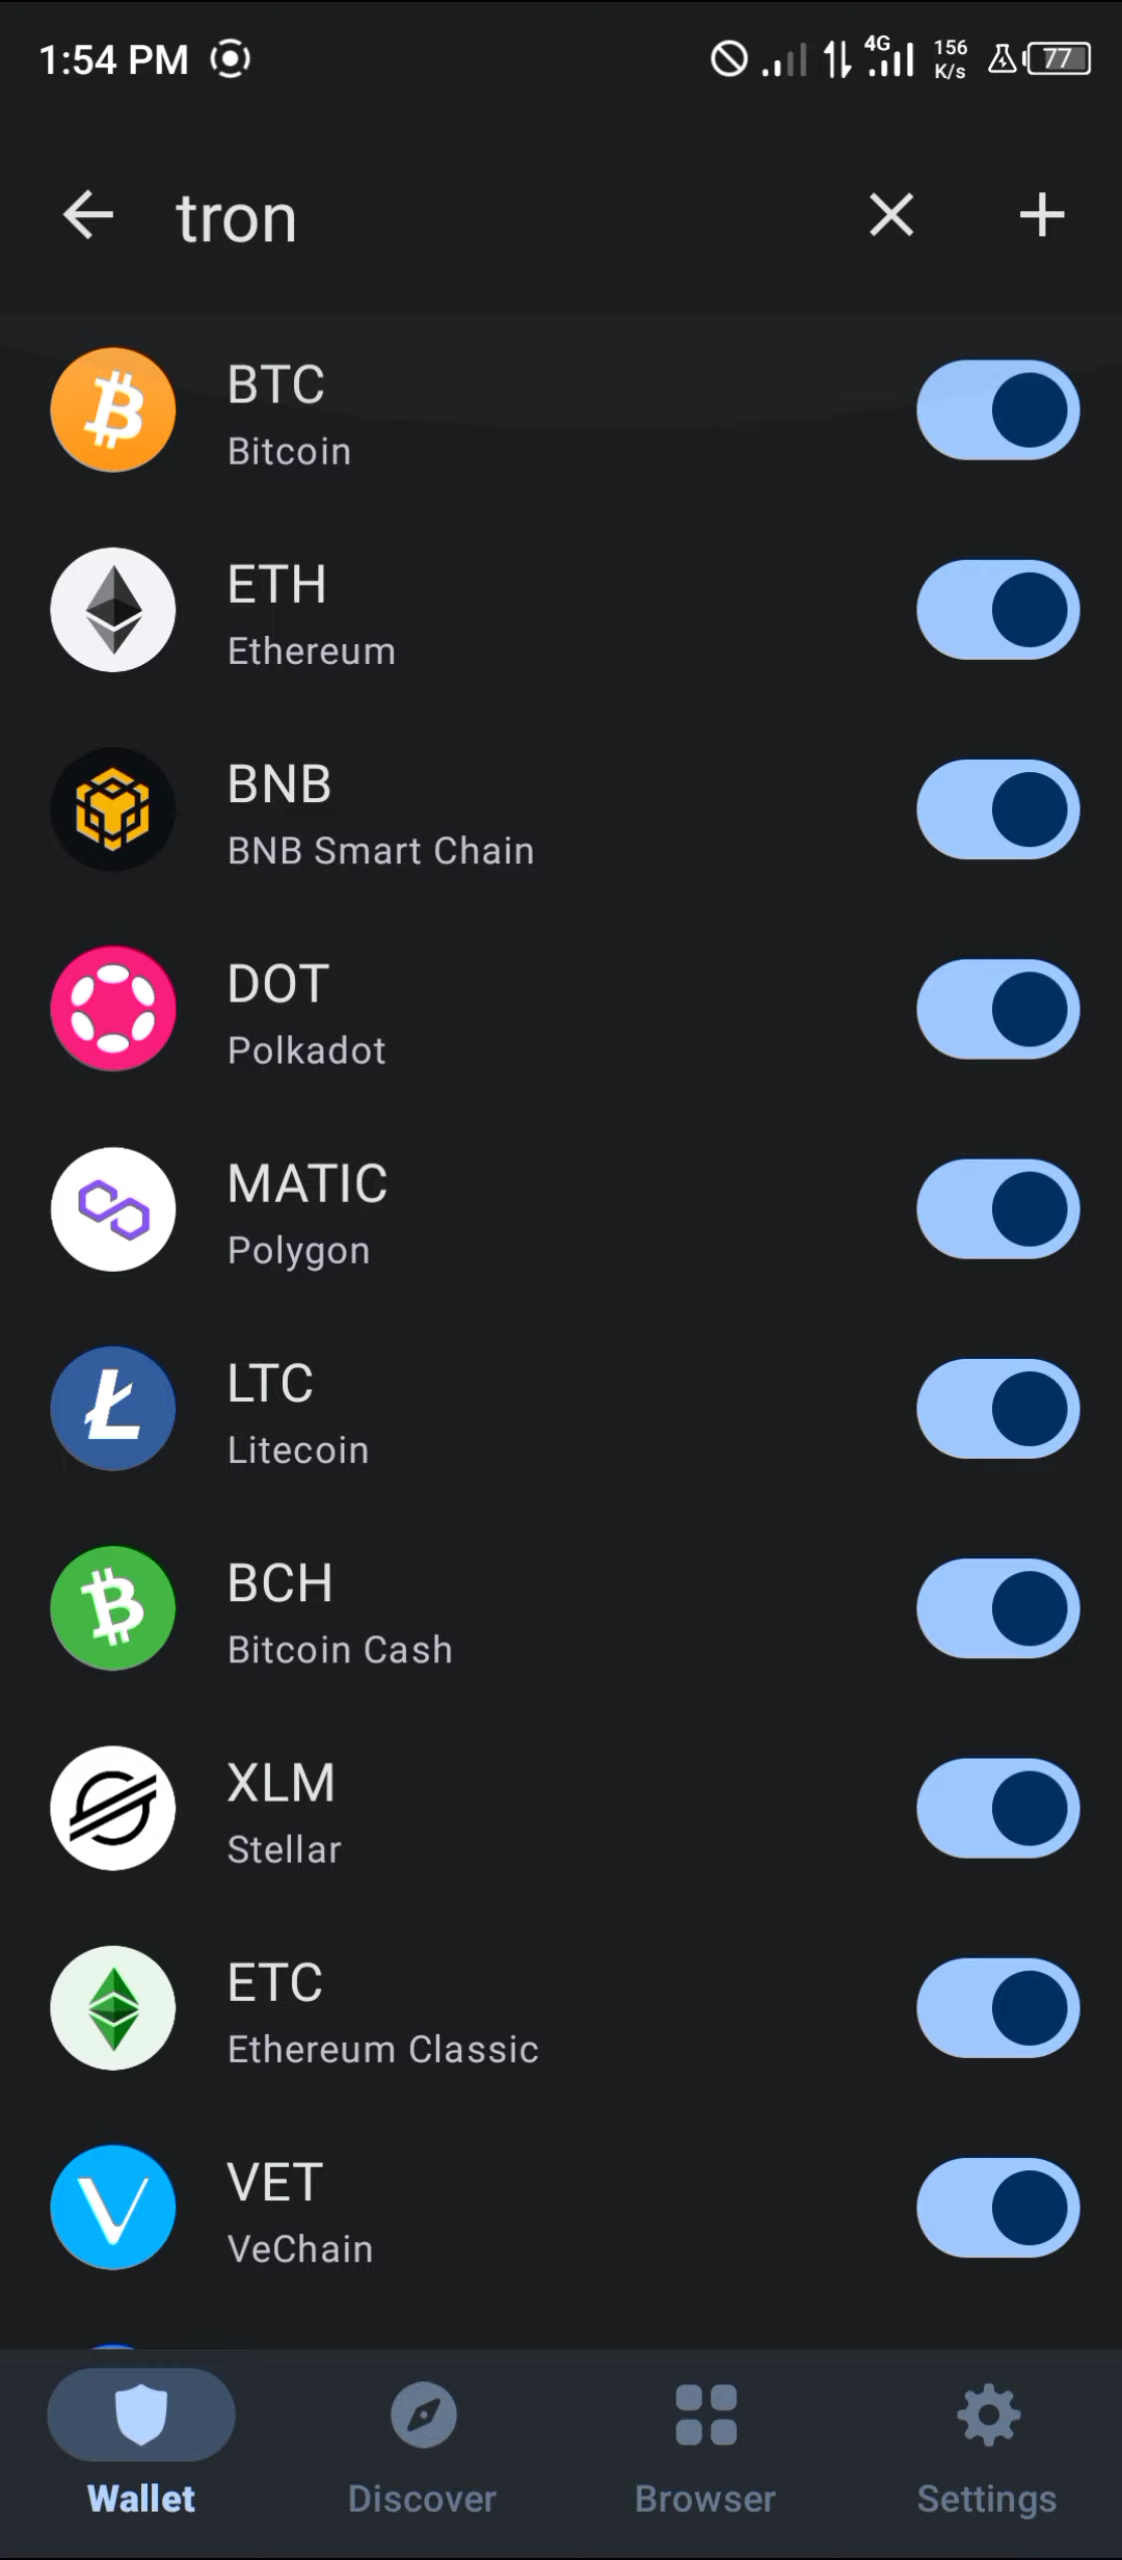 1:54 PM
4G
156
K/s
77
tron
BTC
Bitcoin
ETH
Ethereum
BNB
BNB Smart Chain
DOT
Polkadot
MATIC
Polygon
LTC
Litecoin
BCH
Bitcoin Cash
XLM
Stellar
ETC
Ethereum Classic
VET
VeChain
Wallet
Discover
Browser
Settings